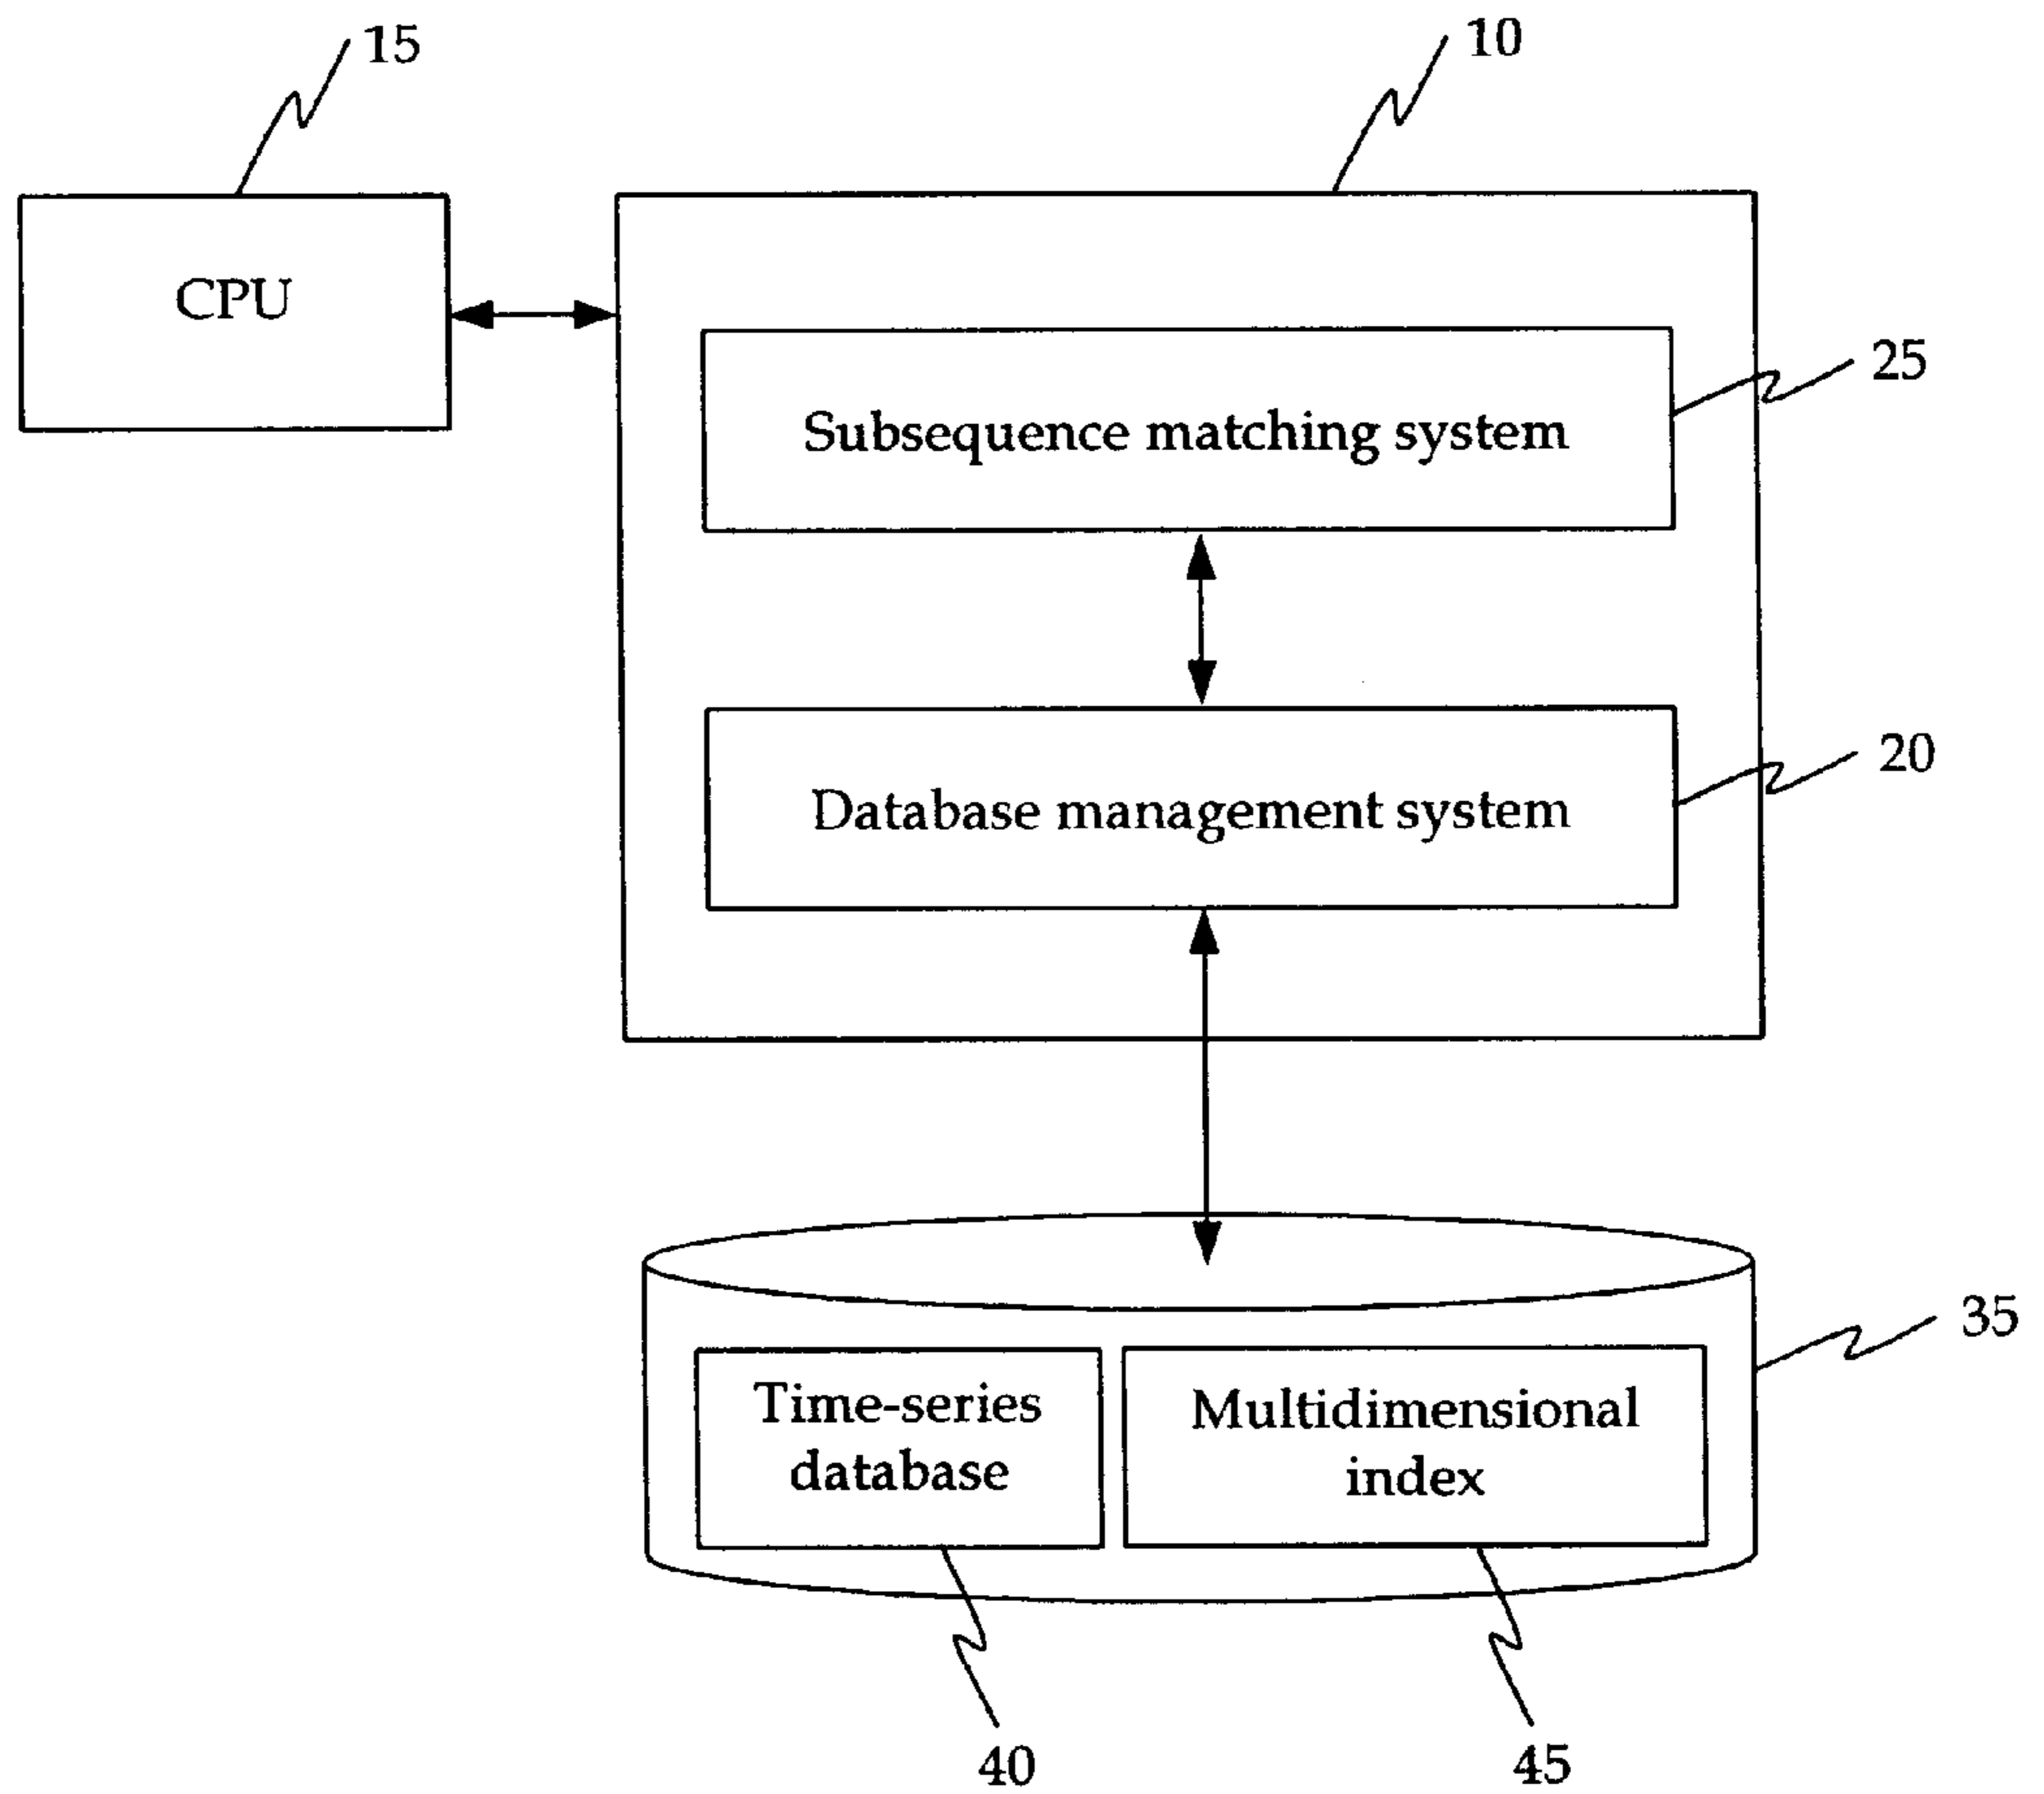 15
10
CPU
25
Subsequence matching system
20
Database management system
35
Time-series
database
Multidimensional
index
40
45